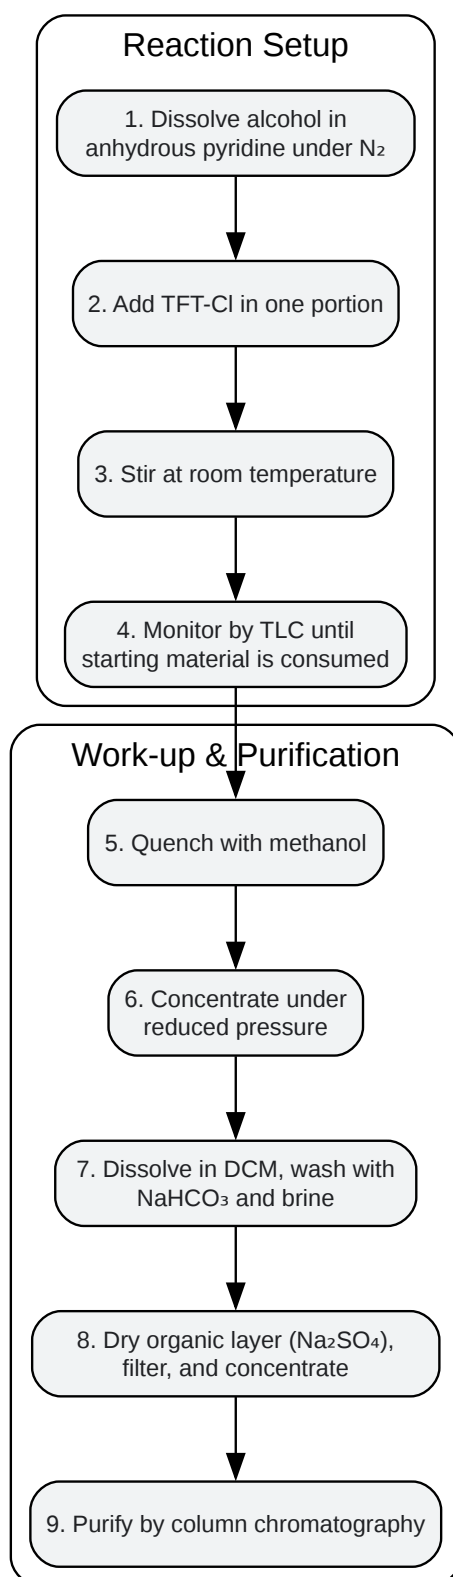 Reaction Setup
1. Dissolve alcohol in
anhydrous pyridine under N₂
2. Add TFT-Cl in one portion
3. Stir at room temperature
4. Monitor by TLC until
starting material is consumed
Work-up & Purification
5. Quench with methanol
6. Concentrate under
reduced pressure
7. Dissolve in DCM, wash with
NaHCO₃ and brine
8. Dry organic layer (Na₂SO₄),
filter, and concentrate
9. Purify by column chromatography